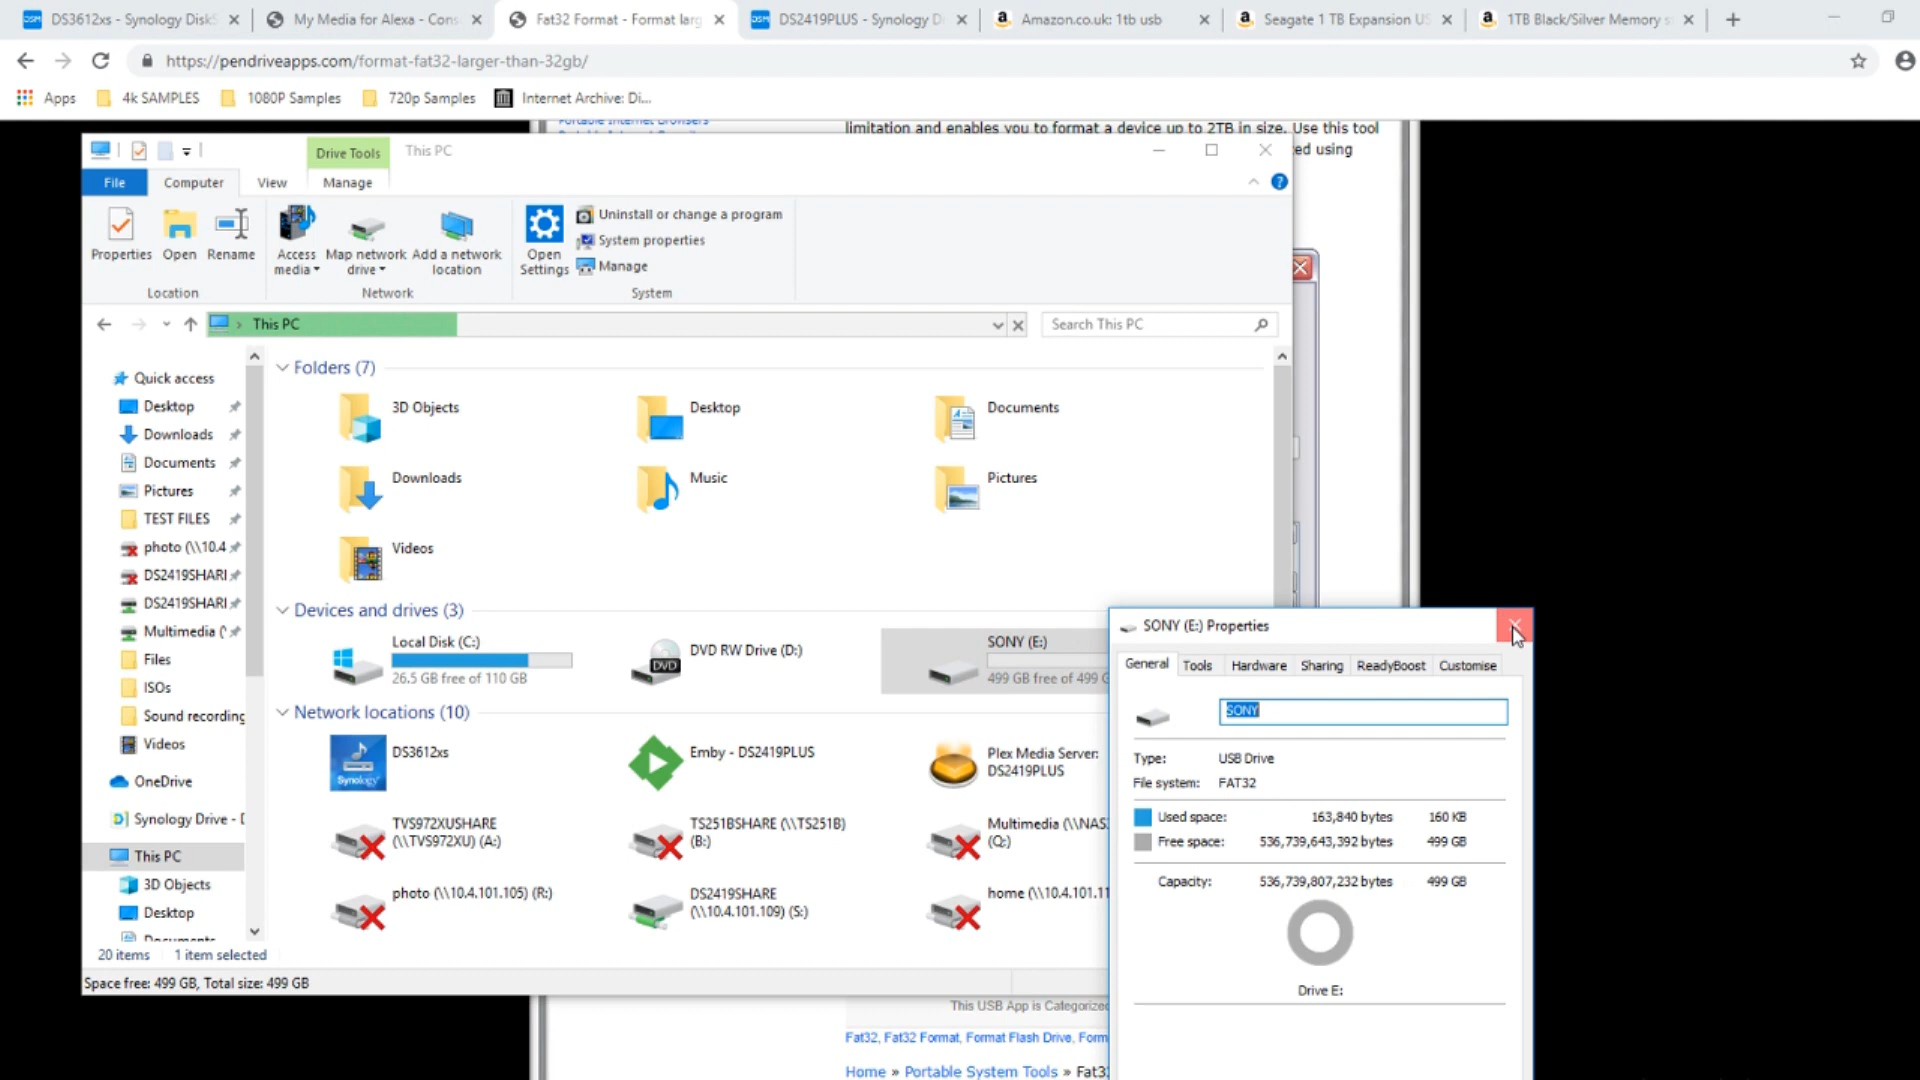 DS3612xs - Synology DiskS
My Media for Alexa - Cons
Fat32 Format - Format larg
DS2419PLUS - Synology D
Amazon.co.uk: 1tb usb
Seagate 1 TB Expansion US
1TB Black/Silver Memory s
https://pendriveapps.com/format-fat32-larger-than-32gb/
Apps
4k SAMPLES
1080P Samples
720p Samples
Internet Archive: Di...
Portable Internet Browsers
limitation and enables you to format a device up to 2TB in size. Use this tool
ed using
Drive Tools
This PC
File
Computer
View
Manage
Properties
Open
Rename
Access media
Map network drive
Add a network location
Open Settings
Uninstall or change a program
System properties
Manage
Location
Network
System
This PC
Search This PC
Quick access
Desktop
Downloads
Documents
Pictures
TEST FILES
photo (\\10.4
DS2419SHARI
DS2419SHARI
Multimedia (
Files
ISOs
Sound recording
Videos
OneDrive
Synology Drive - D
This PC
3D Objects
Desktop
Documents
Folders (7)
3D Objects
Desktop
Documents
Downloads
Music
Pictures
Videos
Devices and drives (3)
Local Disk (C:)
26.5 GB free of 110 GB
DVD
DVD RW Drive (D:)
SONY (E:)
499 GB free of 499 G
Network locations (10)
Synology
DS3612xs
Emby - DS2419PLUS
Plex Media Server:
DS2419PLUS
TVS972XUSHARE
(\\TVS972XU) (A:)
TS251BSHARE (\\TS251B)
(B:)
Multimedia (\\NAS
(Q:)
photo (\\10.4.101.105) (R:)
DS2419SHARE
(\\10.4.101.109) (S:)
home (\\10.4.101.11
20 items
1 item selected
Space free: 499 GB, Total size: 499 GB
SONY (E:) Properties
General
Tools
Hardware
Sharing
ReadyBoost
Customise
SONY
Type: USB Drive
File system: FAT32
Used space: 163,840 bytes 160 KB
Free space: 536,739,643,392 bytes 499 GB
Capacity: 536,739,807,232 bytes 499 GB
Drive E:
This USB App is Categorized
Fat32, Fat32 Format, Format Flash Drive, Form
Home » Portable System Tools » Fat32